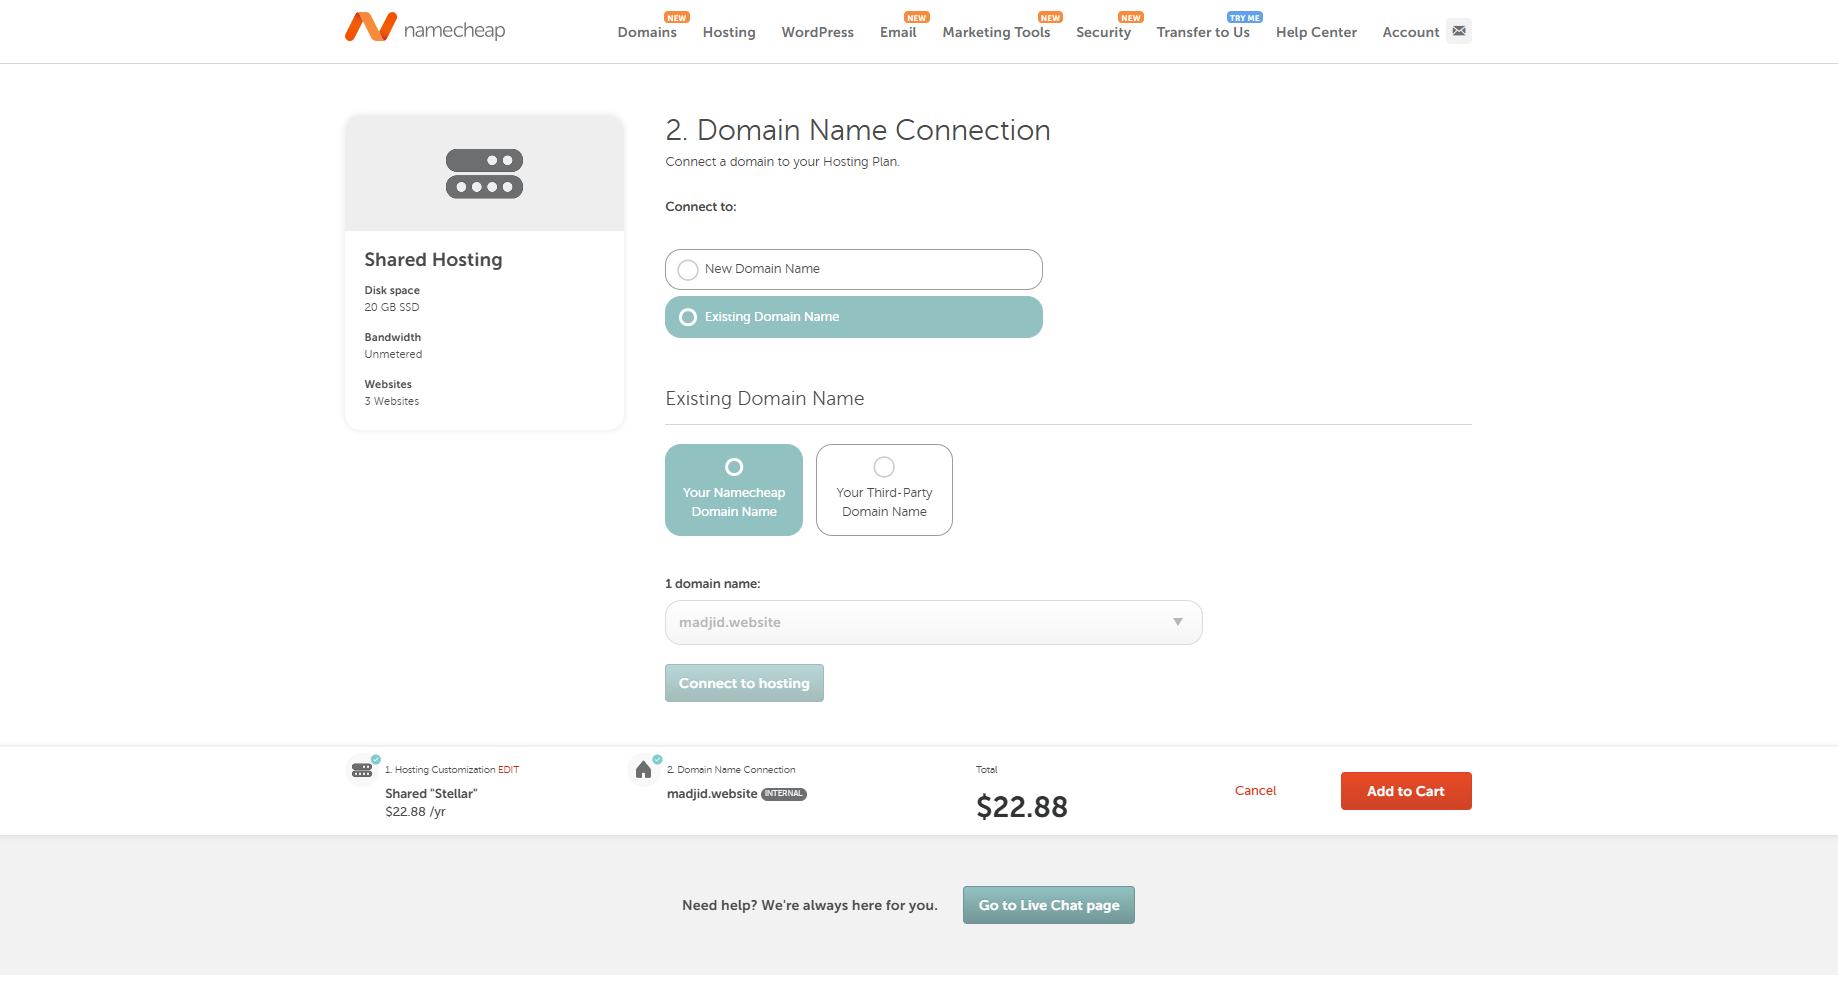 namecheap
Domains NEW
Hosting
WordPress
Email NEW
Marketing Tools NEW
Security NEW
Transfer to Us TRY ME
Help Center
Account
2. Domain Name Connection
Connect a domain to your Hosting Plan.
Connect to:
New Domain Name
Existing Domain Name
Shared Hosting
Disk space
20 GB SSD
Bandwidth
Unmetered
Websites
3 Websites
Existing Domain Name
Your Namecheap
Domain Name
Your Third-Party
Domain Name
1 domain name:
madjid.website
Connect to hosting
1. Hosting Customization EDIT
Shared "Stellar"
$22.88 /yr
2. Domain Name Connection
madjid.website INTERNAL
Total
$22.88
Cancel
Add to Cart
Need help? We're always here for you.
Go to Live Chat page